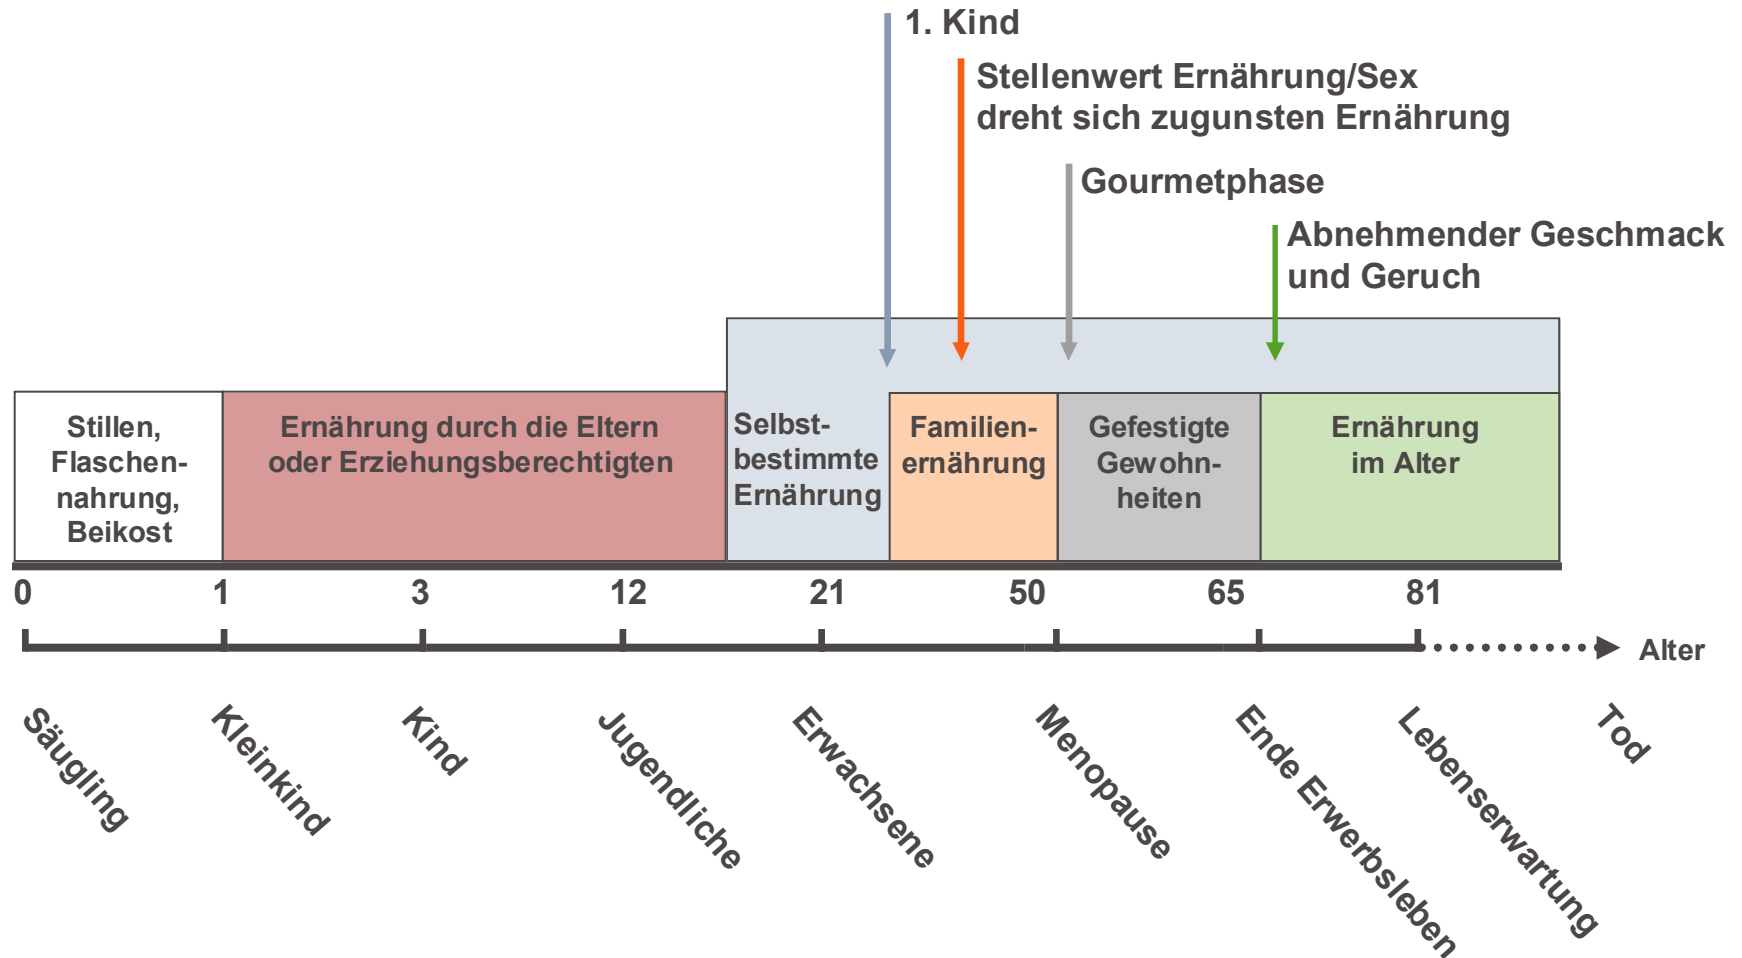 1. Kind
Stellenwert Ernährung/Sex
dreht sich zugunsten Ernährung
Gourmetphase
Abnehmender Geschmack
und Geruch
Stillen,
Flaschen-
nahrung,
Beikost
Ernährung durch die Eltern
oder Erziehungsberechtigten
Selbst-
bestimmte
Ernährung
Familien-
ernährung
Gefestigte
Gewohn-
heiten
Ernährung
im Alter
0 1 3 12 21 50 65 81
Alter
Säugling
Kleinkind
Kind
Jugendliche
Erwachsene
Menopause
Ende Erwerbsleben
Lebenserwartung
Tod